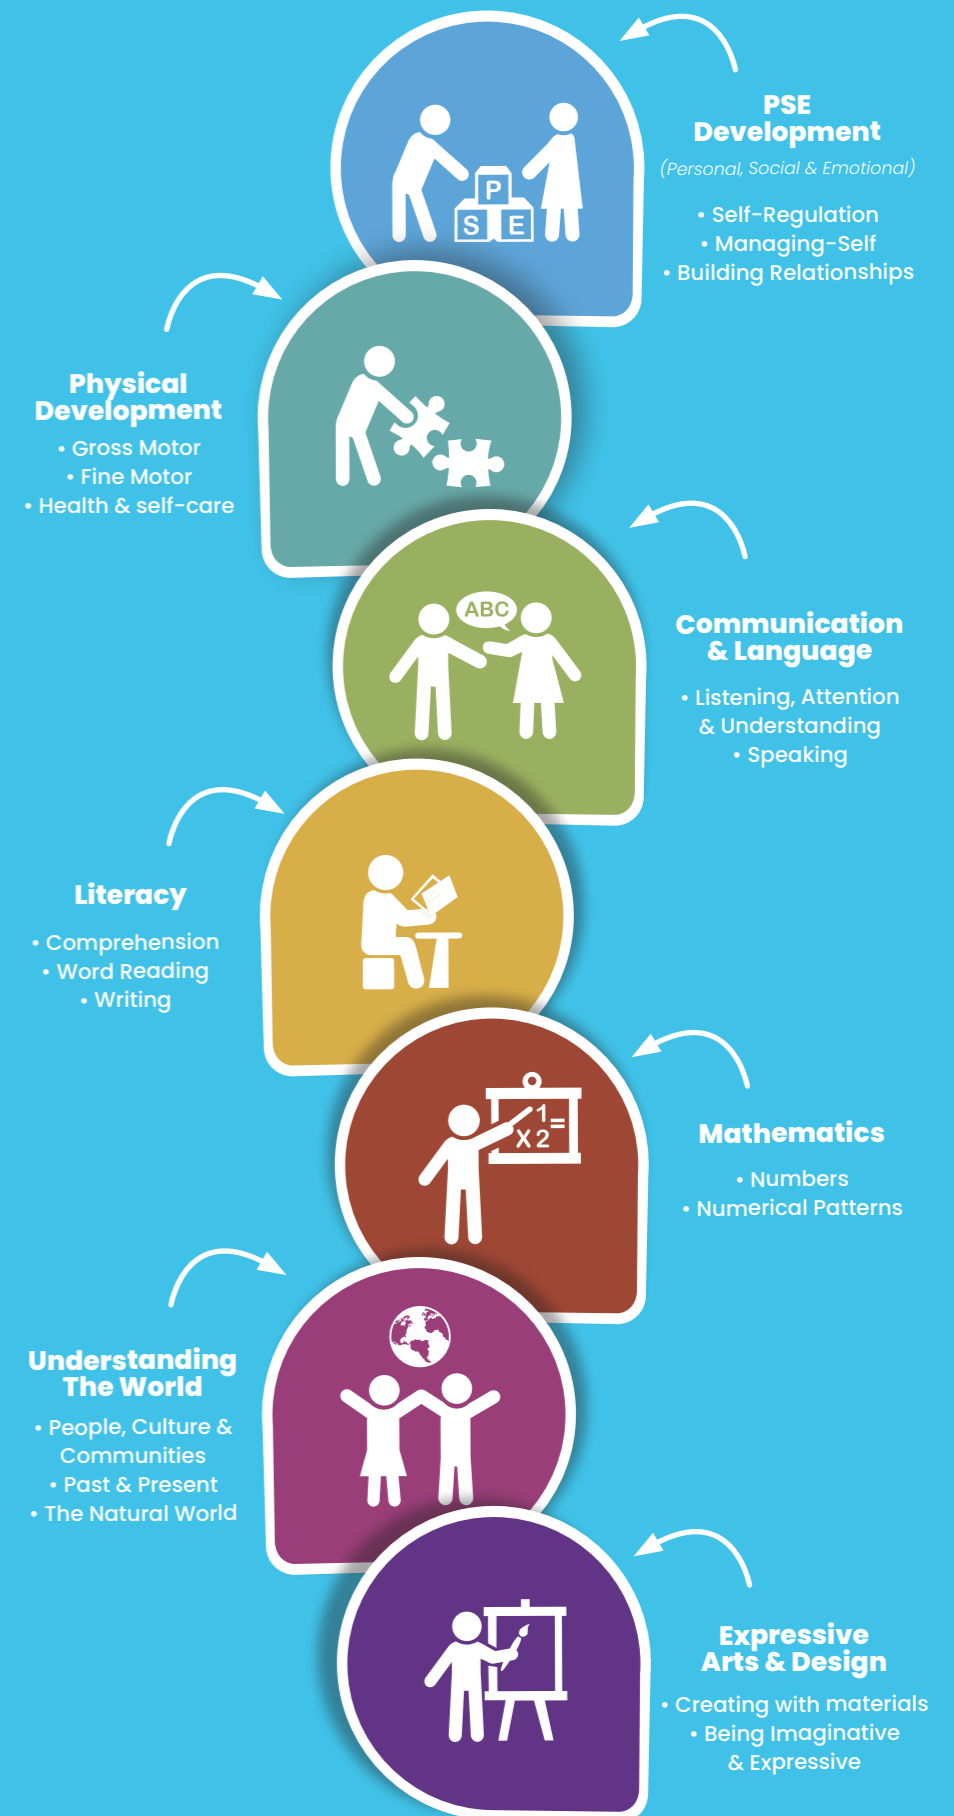 P
S E
PSE
Development
(Personal, Social & Emotional)
• Self-Regulation
• Managing-Self
• Building Relationships
Physical
Development
• Gross Motor
• Fine Motor
• Health & self-care
ABC
Communication
& Language
• Listening, Attention
& Understanding
• Speaking
Literacy
• Comprehension
• Word Reading
• Writing
1
X 2 =
Mathematics
• Numbers
• Numerical Patterns
Understanding
The World
• People, Culture &
Communities
• Past & Present
• The Natural World
Expressive
Arts & Design
• Creating with materials
• Being Imaginative
& Expressive